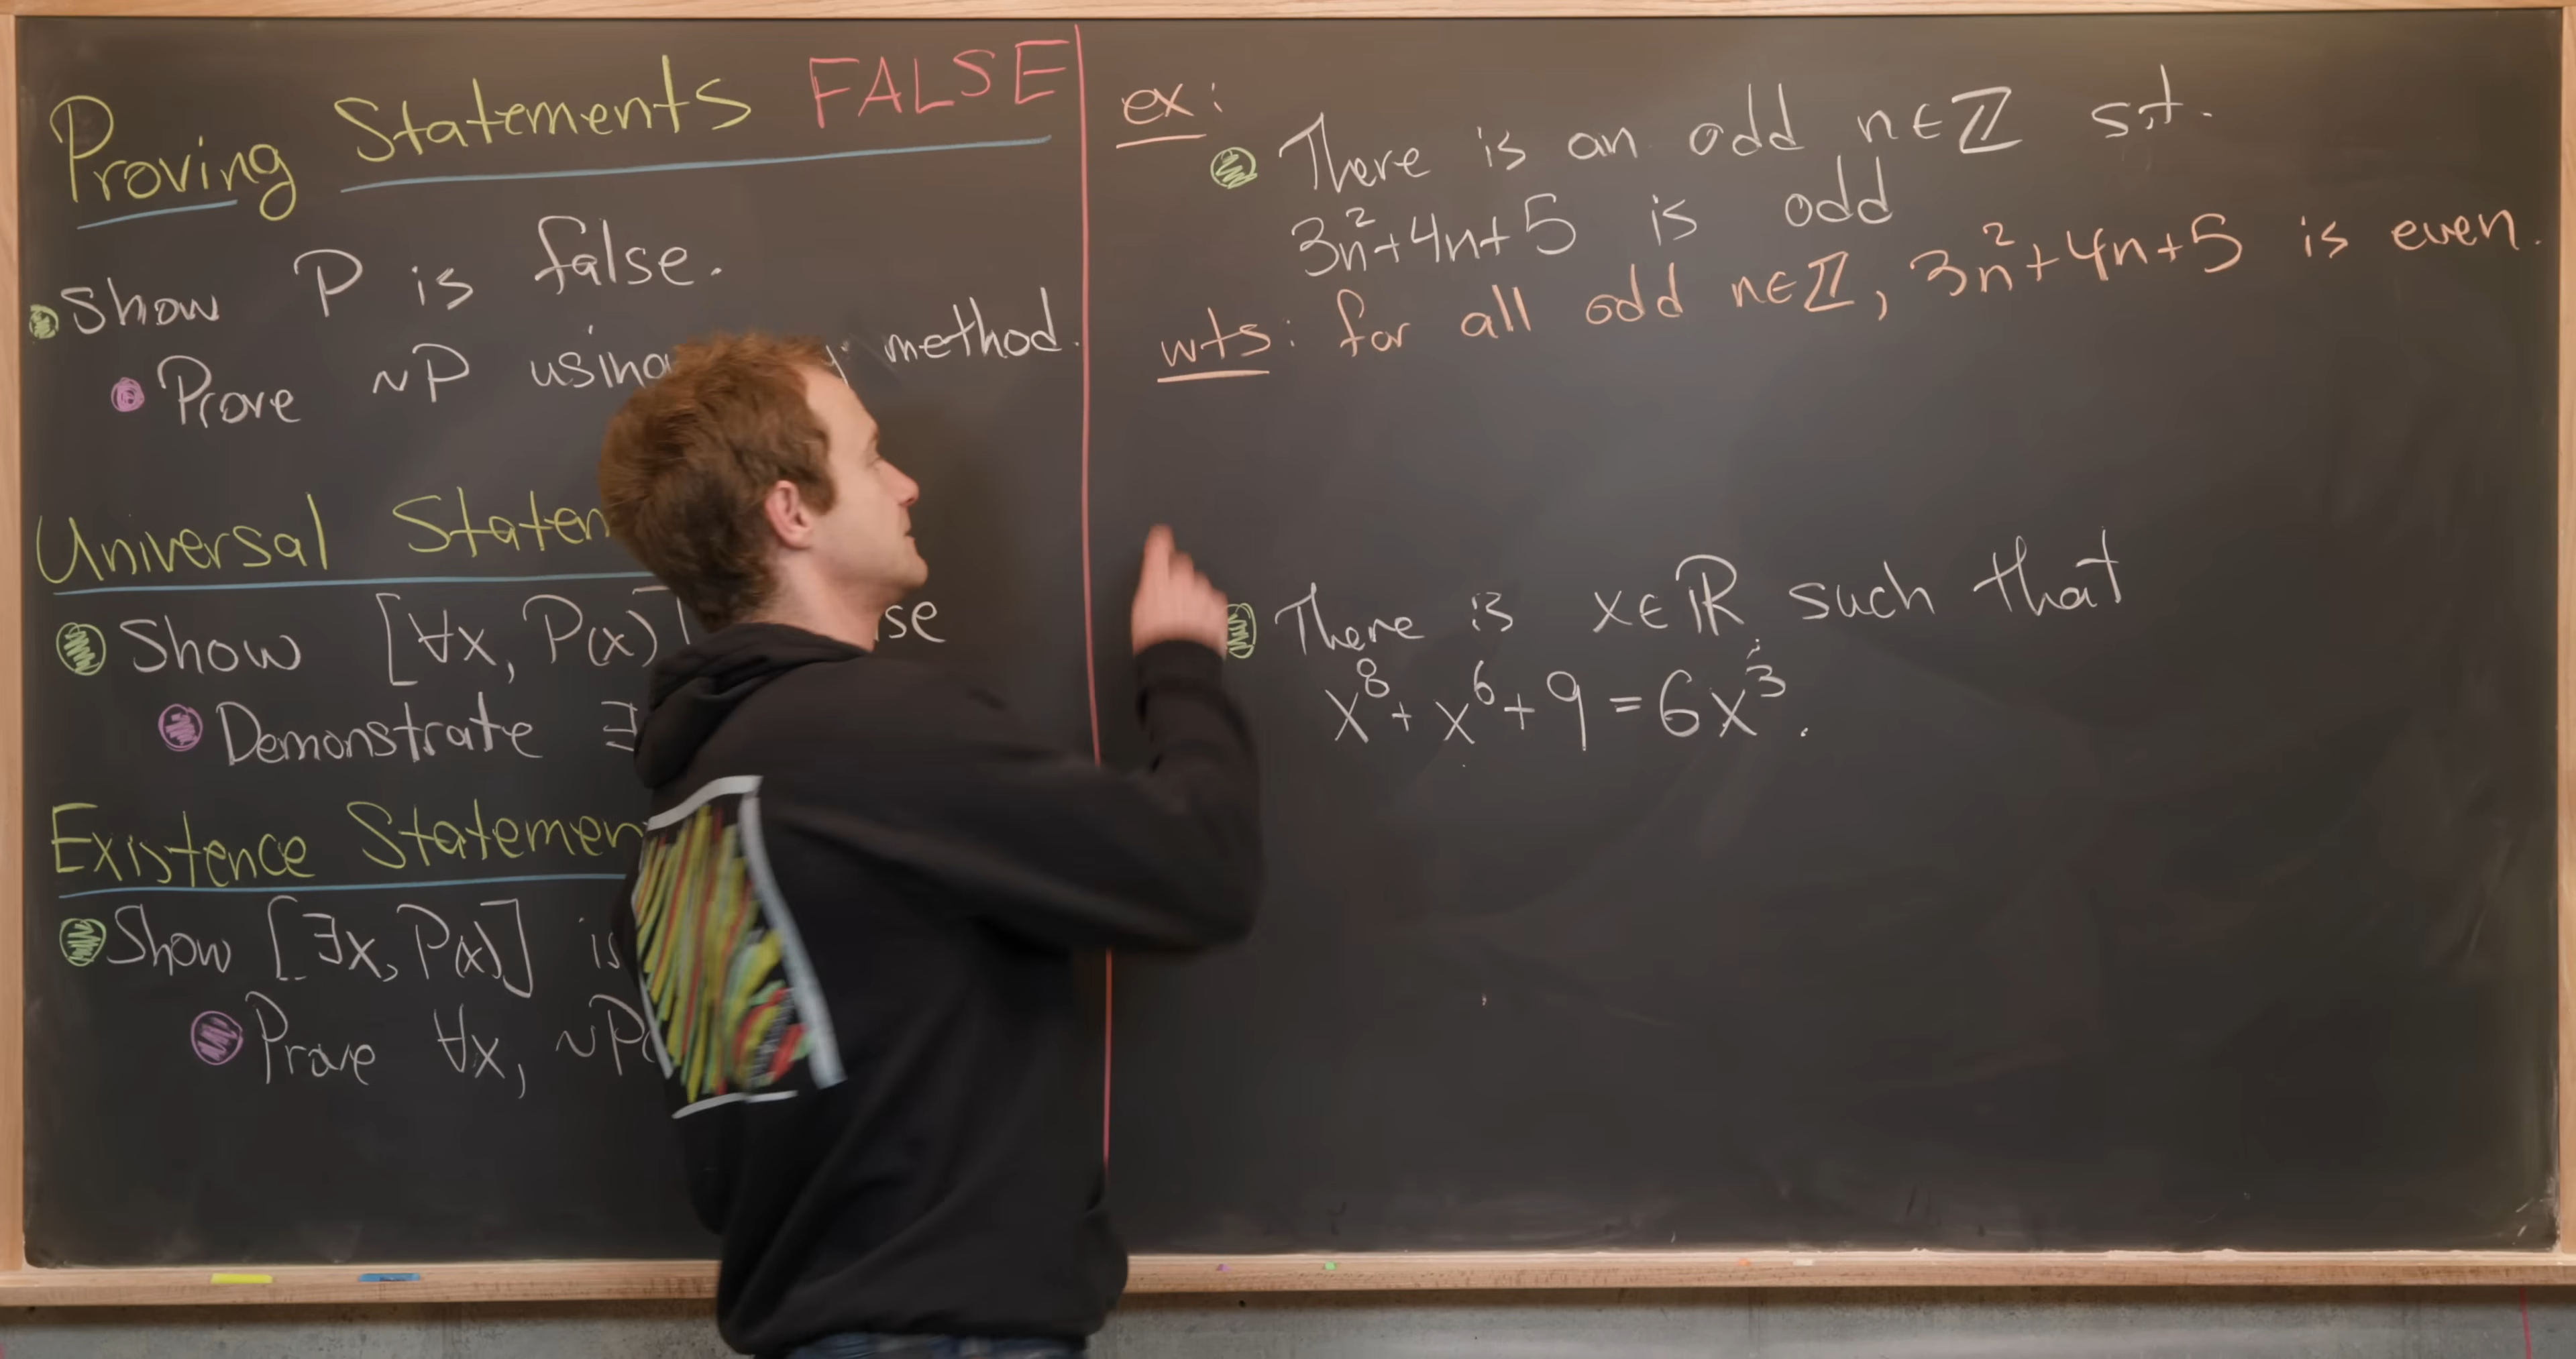 Proving Statements FALSE
Show P is false.
Prove ~P using method.
Universal
Show [∀x, P(x)]
Demonstrate ∃
Existence
Show [∃x, P(x)] is
Prove ∀x, ~P(
ex:
There is an odd n∈ℤ s.t.
3n²+4n+5 is odd
wts: for all odd n∈ℤ, 3n²+4n+5 is even.
There is x∈ℝ such that
x⁸+x⁶+9=6x³.